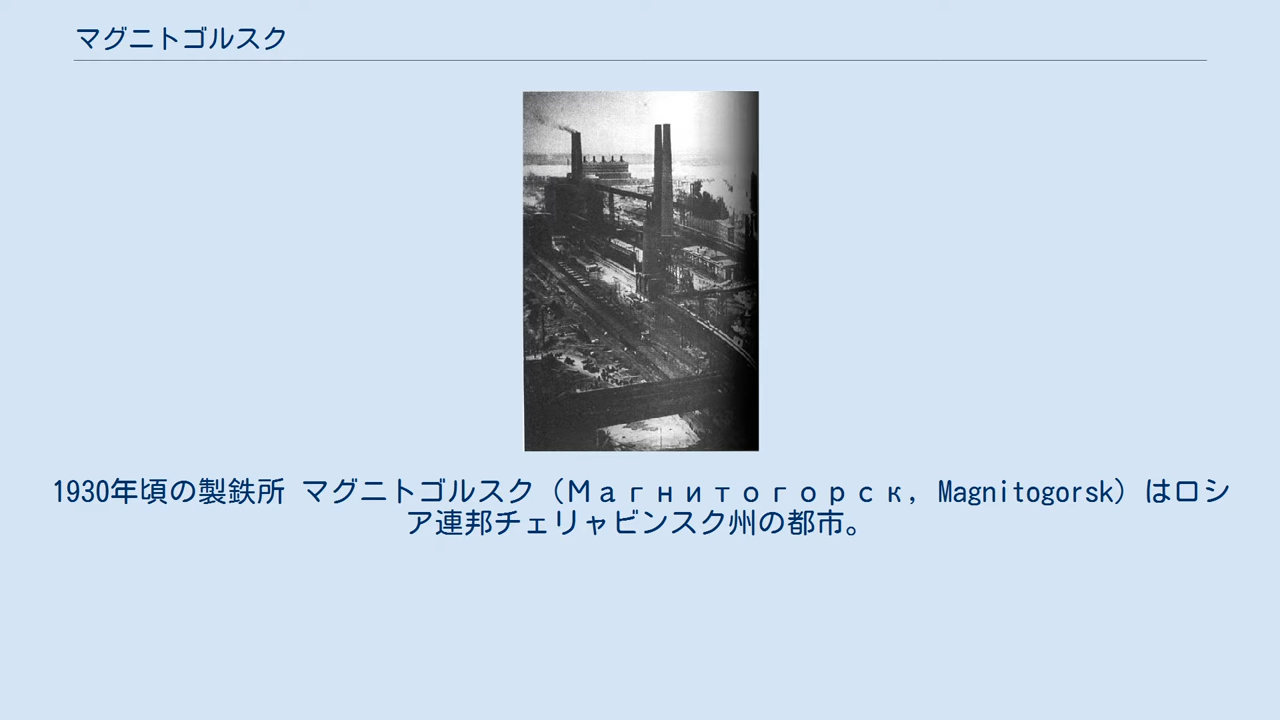 マグニトゴルスク
1930年頃の製鉄所 マグニトゴルスク（Магнитогорск, Magnitogorsk）はロシ
ア連邦チェリャビンスク州の都市。